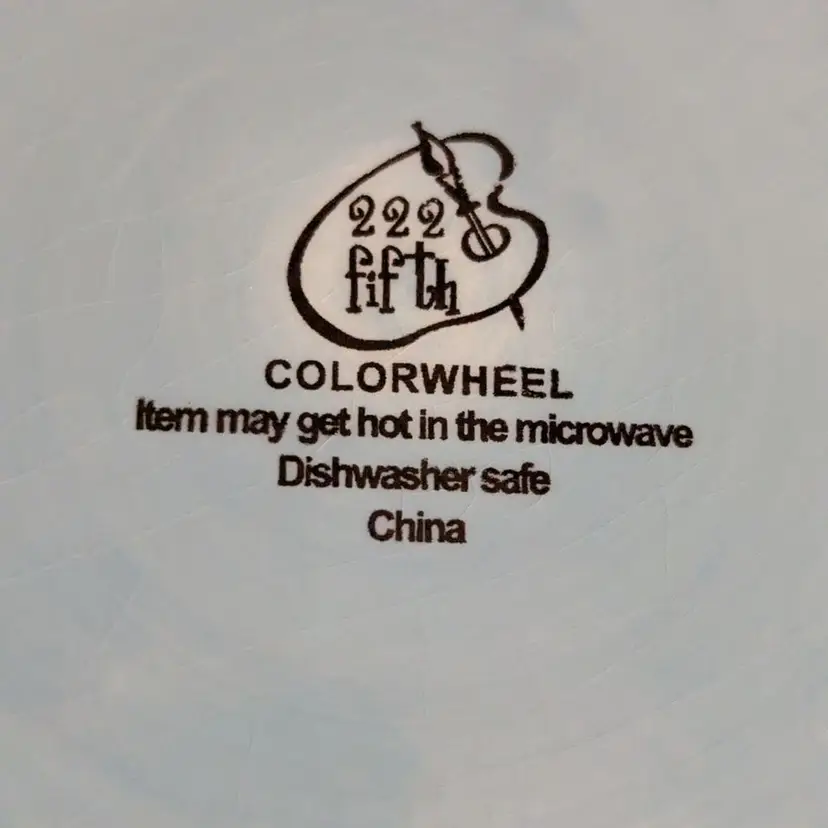 222
fifth
COLORWHEEL
Item may get hot in the microwave
Dishwasher safe
China